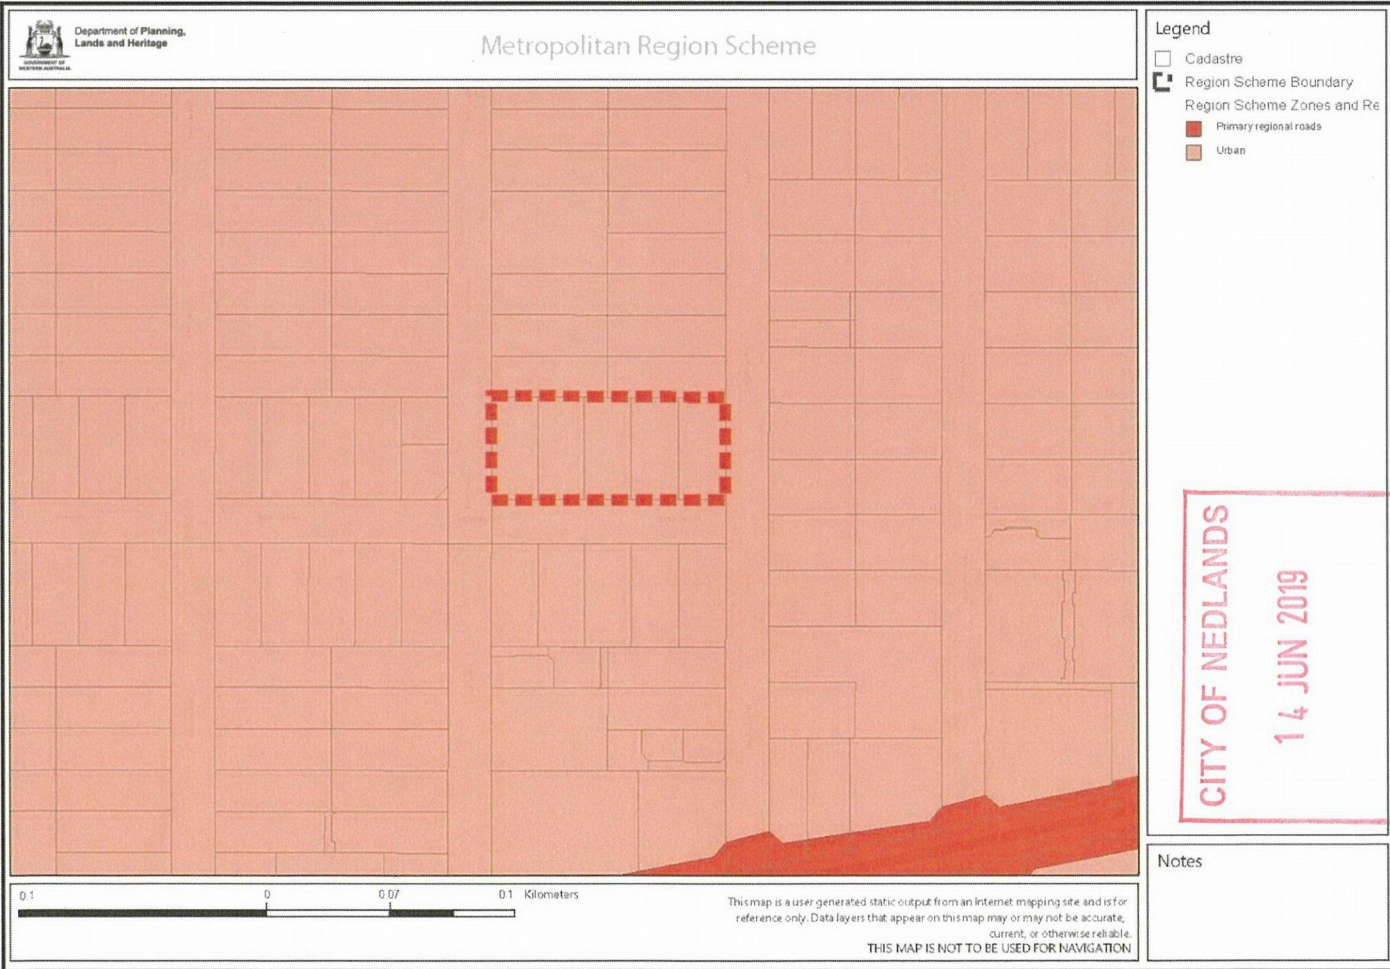 Department of Planning,
Lands and Heritage
GOVERNMENT OF
WESTERN AUSTRALIA
Metropolitan Region Scheme
Legend
Cadastre
Region Scheme Boundary
Region Scheme Zones and Re
Primary regional roads
Urban
CITY OF NEDLANDS
14 JUN 2019
Notes
0.1 0 0.07 0.1 Kilometers
This map is a user generated static output from an Internet mapping site and is for
reference only. Data layers that appear on this map may or may not be accurate,
current, or otherwise reliable.
THIS MAP IS NOT TO BE USED FOR NAVIGATION